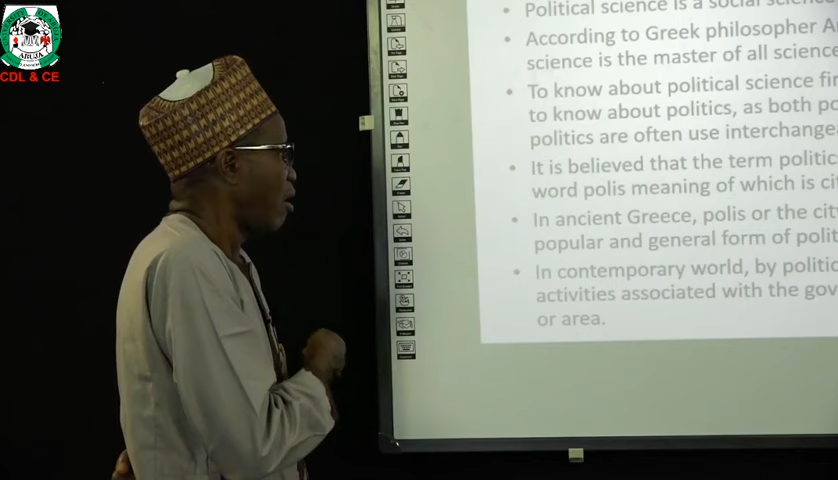 ABUJA
CDL & CE
Political science is a social science
According to Greek philosopher A
science is the master of all science
To know about political science fir
to know about politics, as both po
politics are often use interchange
It is believed that the term politic
word polis meaning of which is ci
In ancient Greece, polis or the city
popular and general form of polit
In contemporary world, by politic
activities associated with the gov
or area.